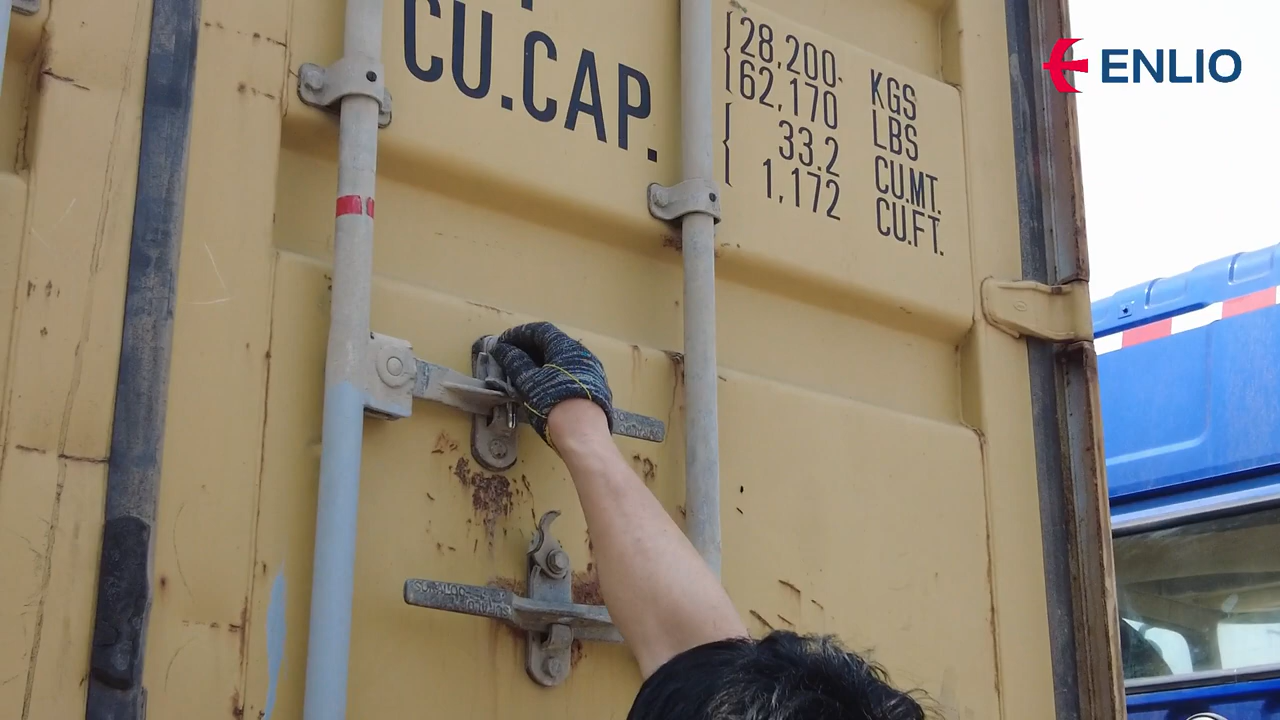 ENLIO
CU.CAP.
28,200 KGS
62,170 LBS
33.2 CU.MT.
1,172 CU.FT.